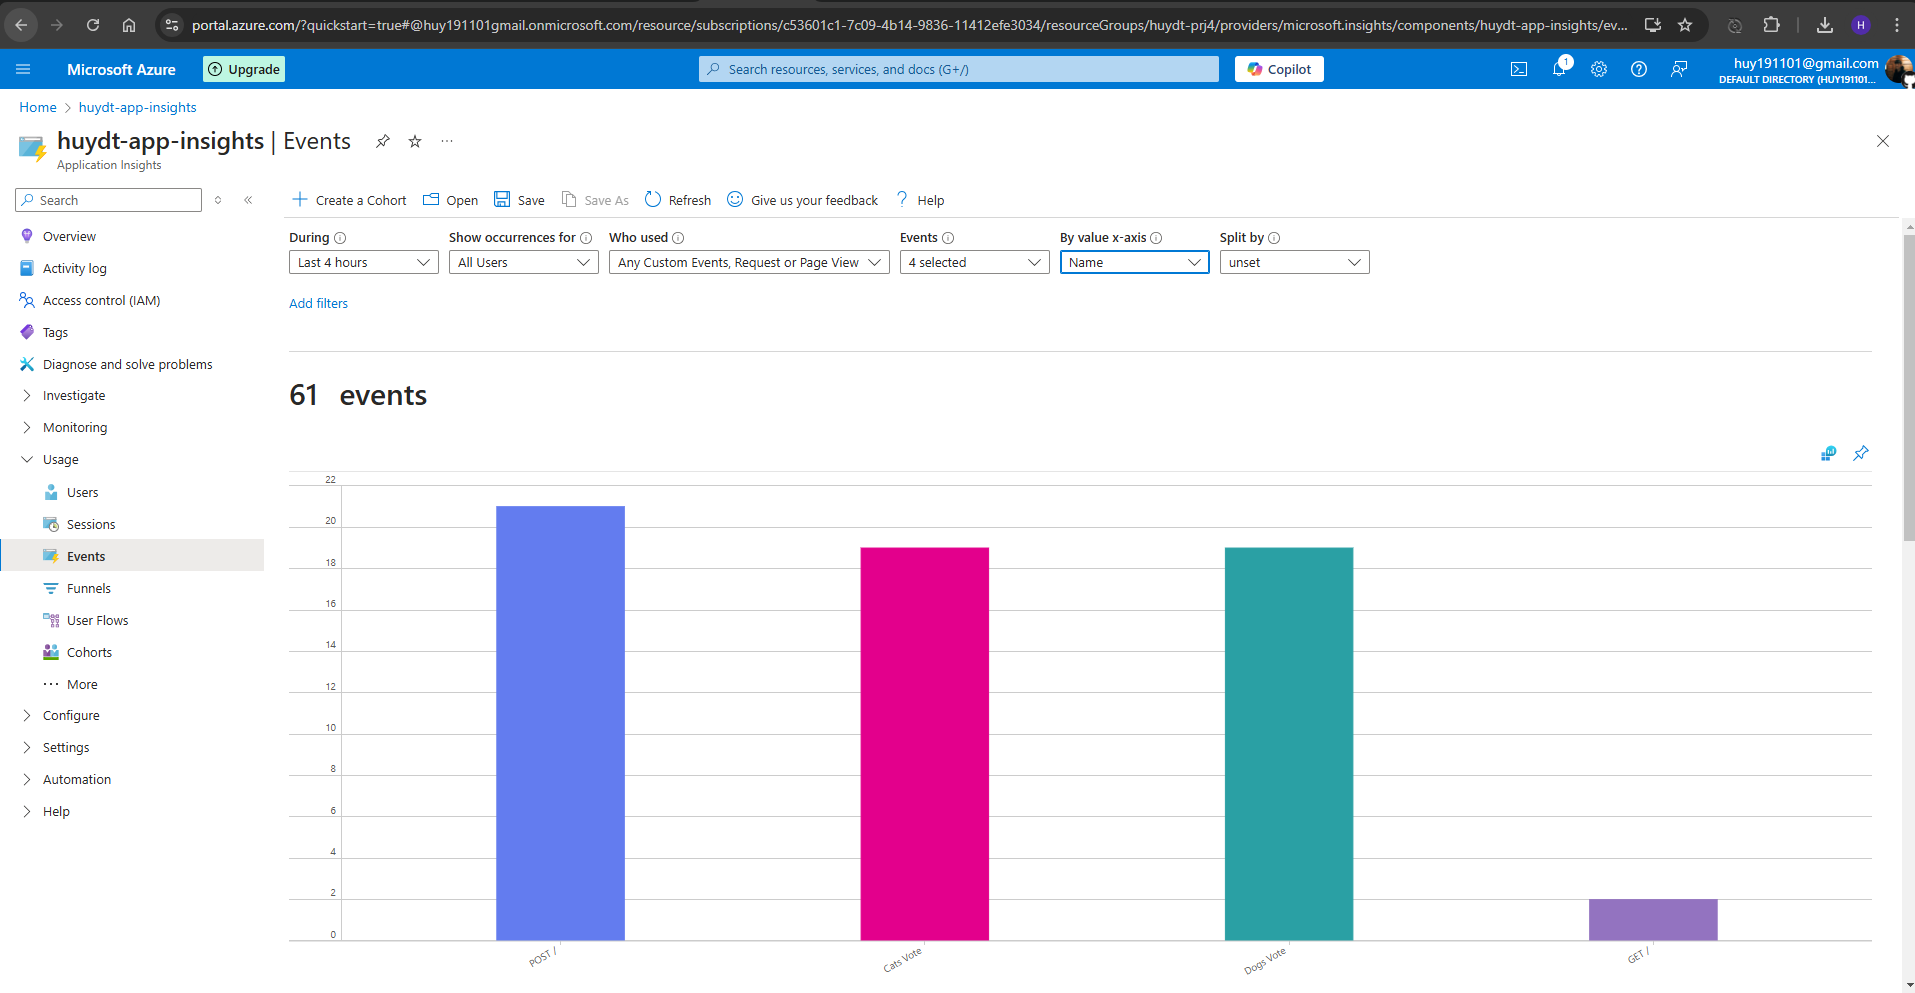 portal.azure.com/?quickstart=true#@huy191101gmail.onmicrosoft.com/resource/subscriptions/c53601c1-7c09-4b14-9836-11412efe3034/resourceGroups/huydt-prj4/providers/microsoft.insights/components/huydt-app-insights/ev...
H
Microsoft Azure
Upgrade
Search resources, services, and docs (G+/)
Copilot
1
huy191101@gmail.com
DEFAULT DIRECTORY (HUY191101...
Home > huydt-app-insights
huydt-app-insights | Events
Application Insights
Search
Overview
Activity log
Access control (IAM)
Tags
Diagnose and solve problems
Investigate
Monitoring
Usage
Users
Sessions
Events
Funnels
User Flows
Cohorts
More
Configure
Settings
Automation
Help
Create a Cohort Open Save Save As Refresh Give us your feedback Help
During Show occurrences for Who used Events By value x-axis Split by
Last 4 hours All Users Any Custom Events, Request or Page View 4 selected Name unset
Add filters
61 events
22
20
18
16
14
12
10
8
6
4
2
0
POST / Cats Vote Dogs Vote GET /